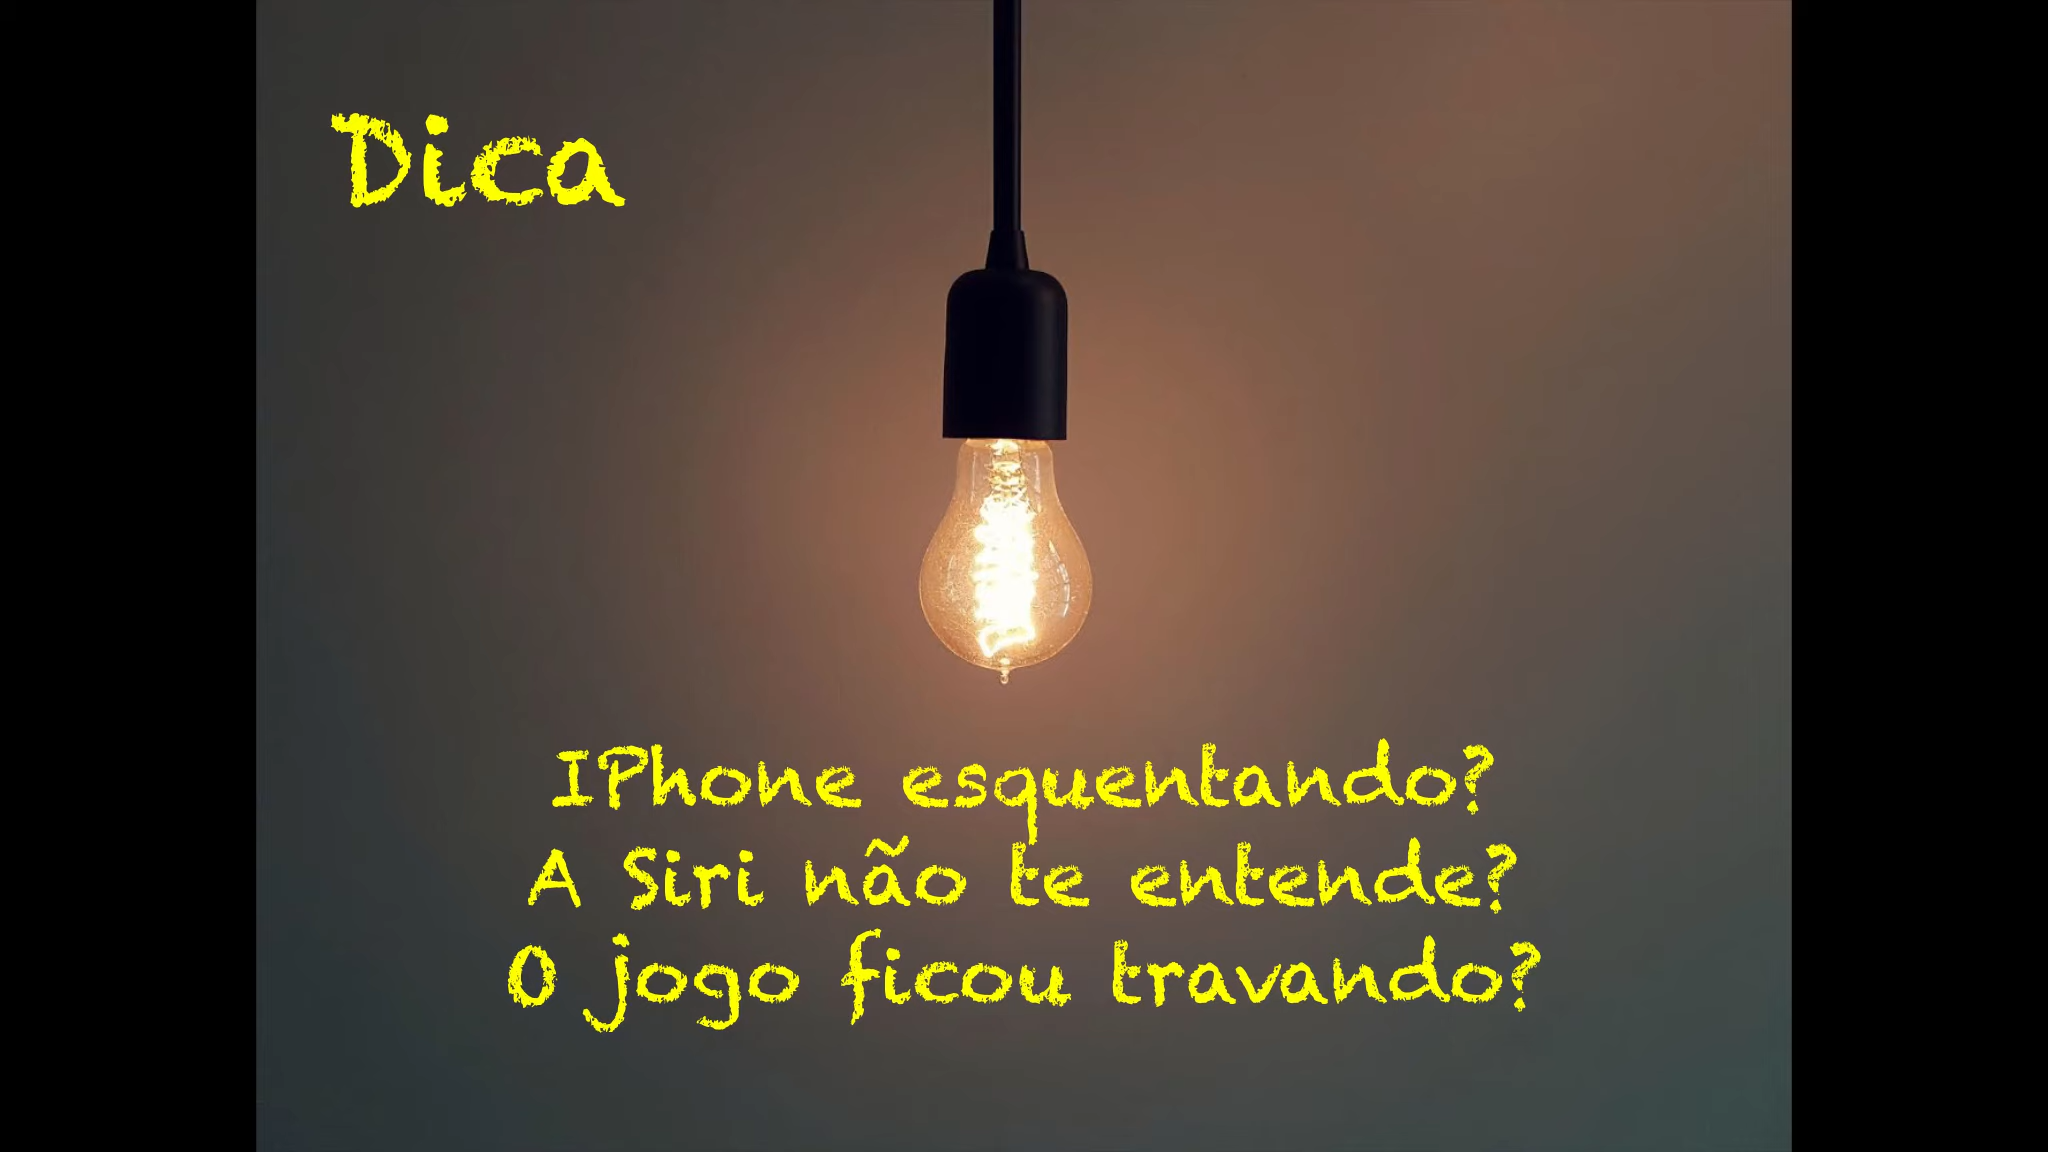 Dica
IPhone esquentando?
A Siri não te entende?
O jogo ficou travando?